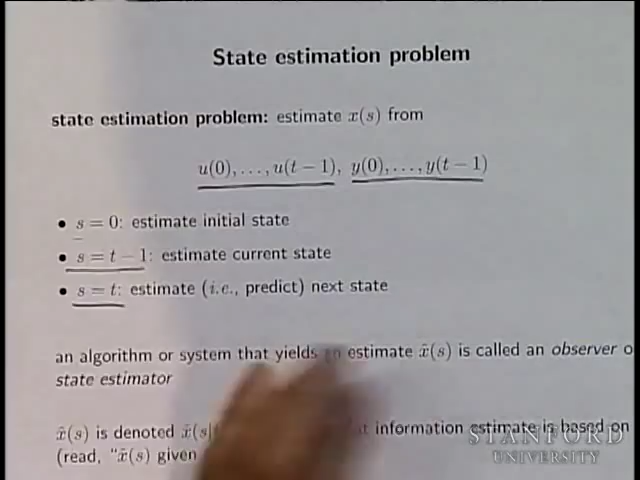 State estimation problem
state estimation problem: estimate x(s) from
u(0), . . . , u(t − 1), y(0), . . . , y(t − 1)
• s = 0: estimate initial state
• s = t − 1: estimate current state
• s = t: estimate (i.e., predict) next state
an algorithm or system that yields an estimate x̂(s) is called an observer o
state estimator
x̂(s) is denoted x̂(s| information estimate is based on
(read, "x̂(s) given
STANFORD
UNIVERSITY